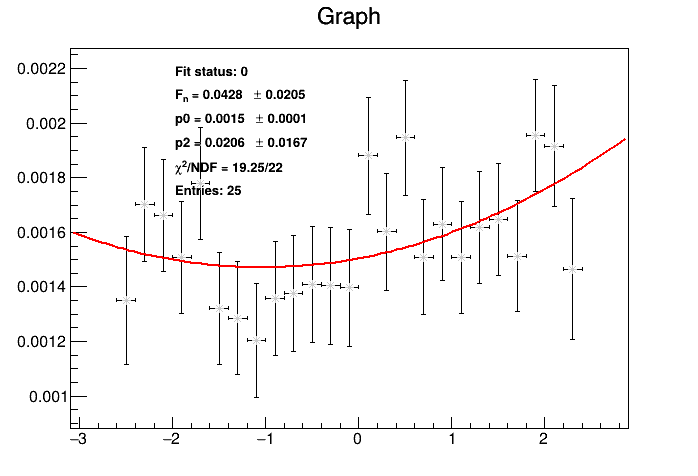 Graph
Fit status: 0
Fn = 0.0428 ± 0.0205
p0 = 0.0015 ± 0.0001
p2 = 0.0206 ± 0.0167
χ²/NDF = 19.25/22
Entries: 25
0.0022
0.002
0.0018
0.0016
0.0014
0.0012
0.001
−3 −2 −1 0 1 2